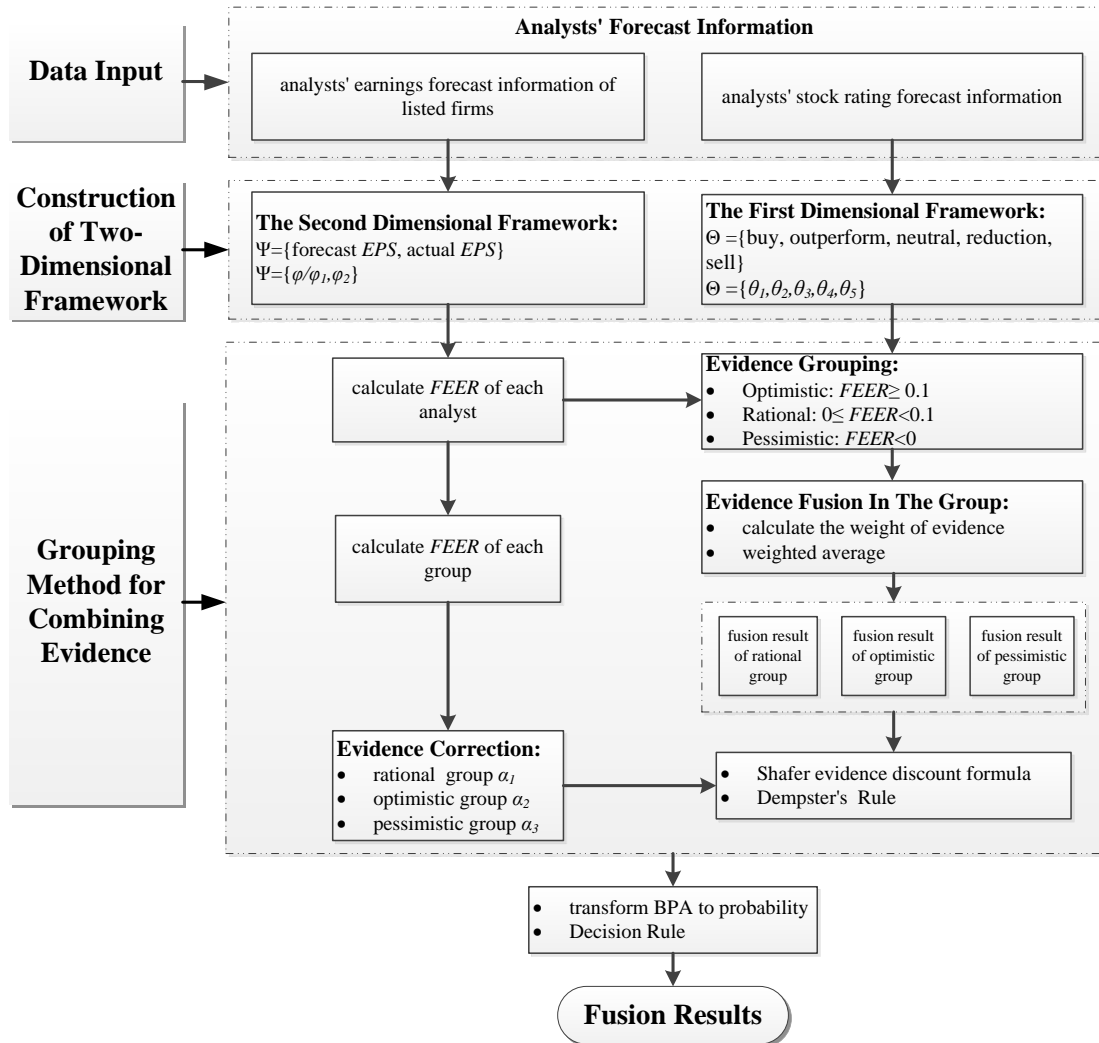 Analysts' Forecast Information
Data Input
analysts' earnings forecast information of
listed firms
analysts' stock rating forecast information
Construction
of Two-
Dimensional
Framework
The Second Dimensional Framework:
Ψ={forecast EPS, actual EPS}
Ψ={φ/φ₁,φ₂}
The First Dimensional Framework:
Θ ={buy, outperform, neutral, reduction,
sell}
Θ ={θ₁,θ₂,θ₃,θ₄,θ₅}
Grouping
Method for
Combining
Evidence
calculate FEER of each
analyst
Evidence Grouping:
• Optimistic: FEER≥ 0.1
• Rational: 0≤ FEER<0.1
• Pessimistic: FEER<0
calculate FEER of each
group
Evidence Fusion In The Group:
• calculate the weight of evidence
• weighted average
fusion result
of rational
group
fusion result
of optimistic
group
fusion result
of pessimistic
group
Evidence Correction:
• rational group α₁
• optimistic group α₂
• pessimistic group α₃
• Shafer evidence discount formula
• Dempster's Rule
• transform BPA to probability
• Decision Rule
Fusion Results